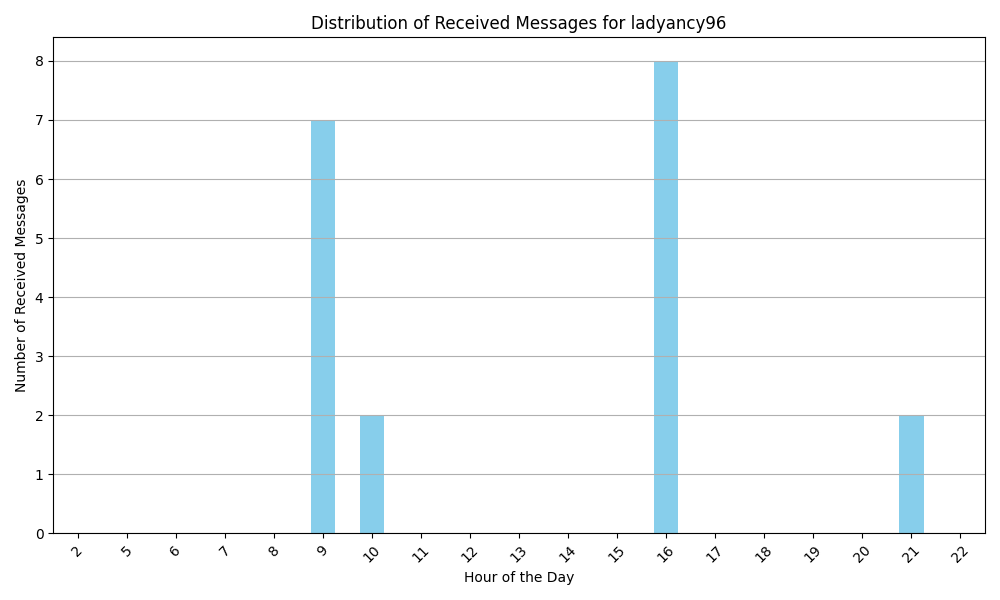 Distribution of Received Messages for ladyancy96
Number of Received Messages
8
7
6
5
4
3
2
1
0
2 5 6 7 8 9 10 11 12 13 14 15 16 17 18 19 20 21 22
Hour of the Day